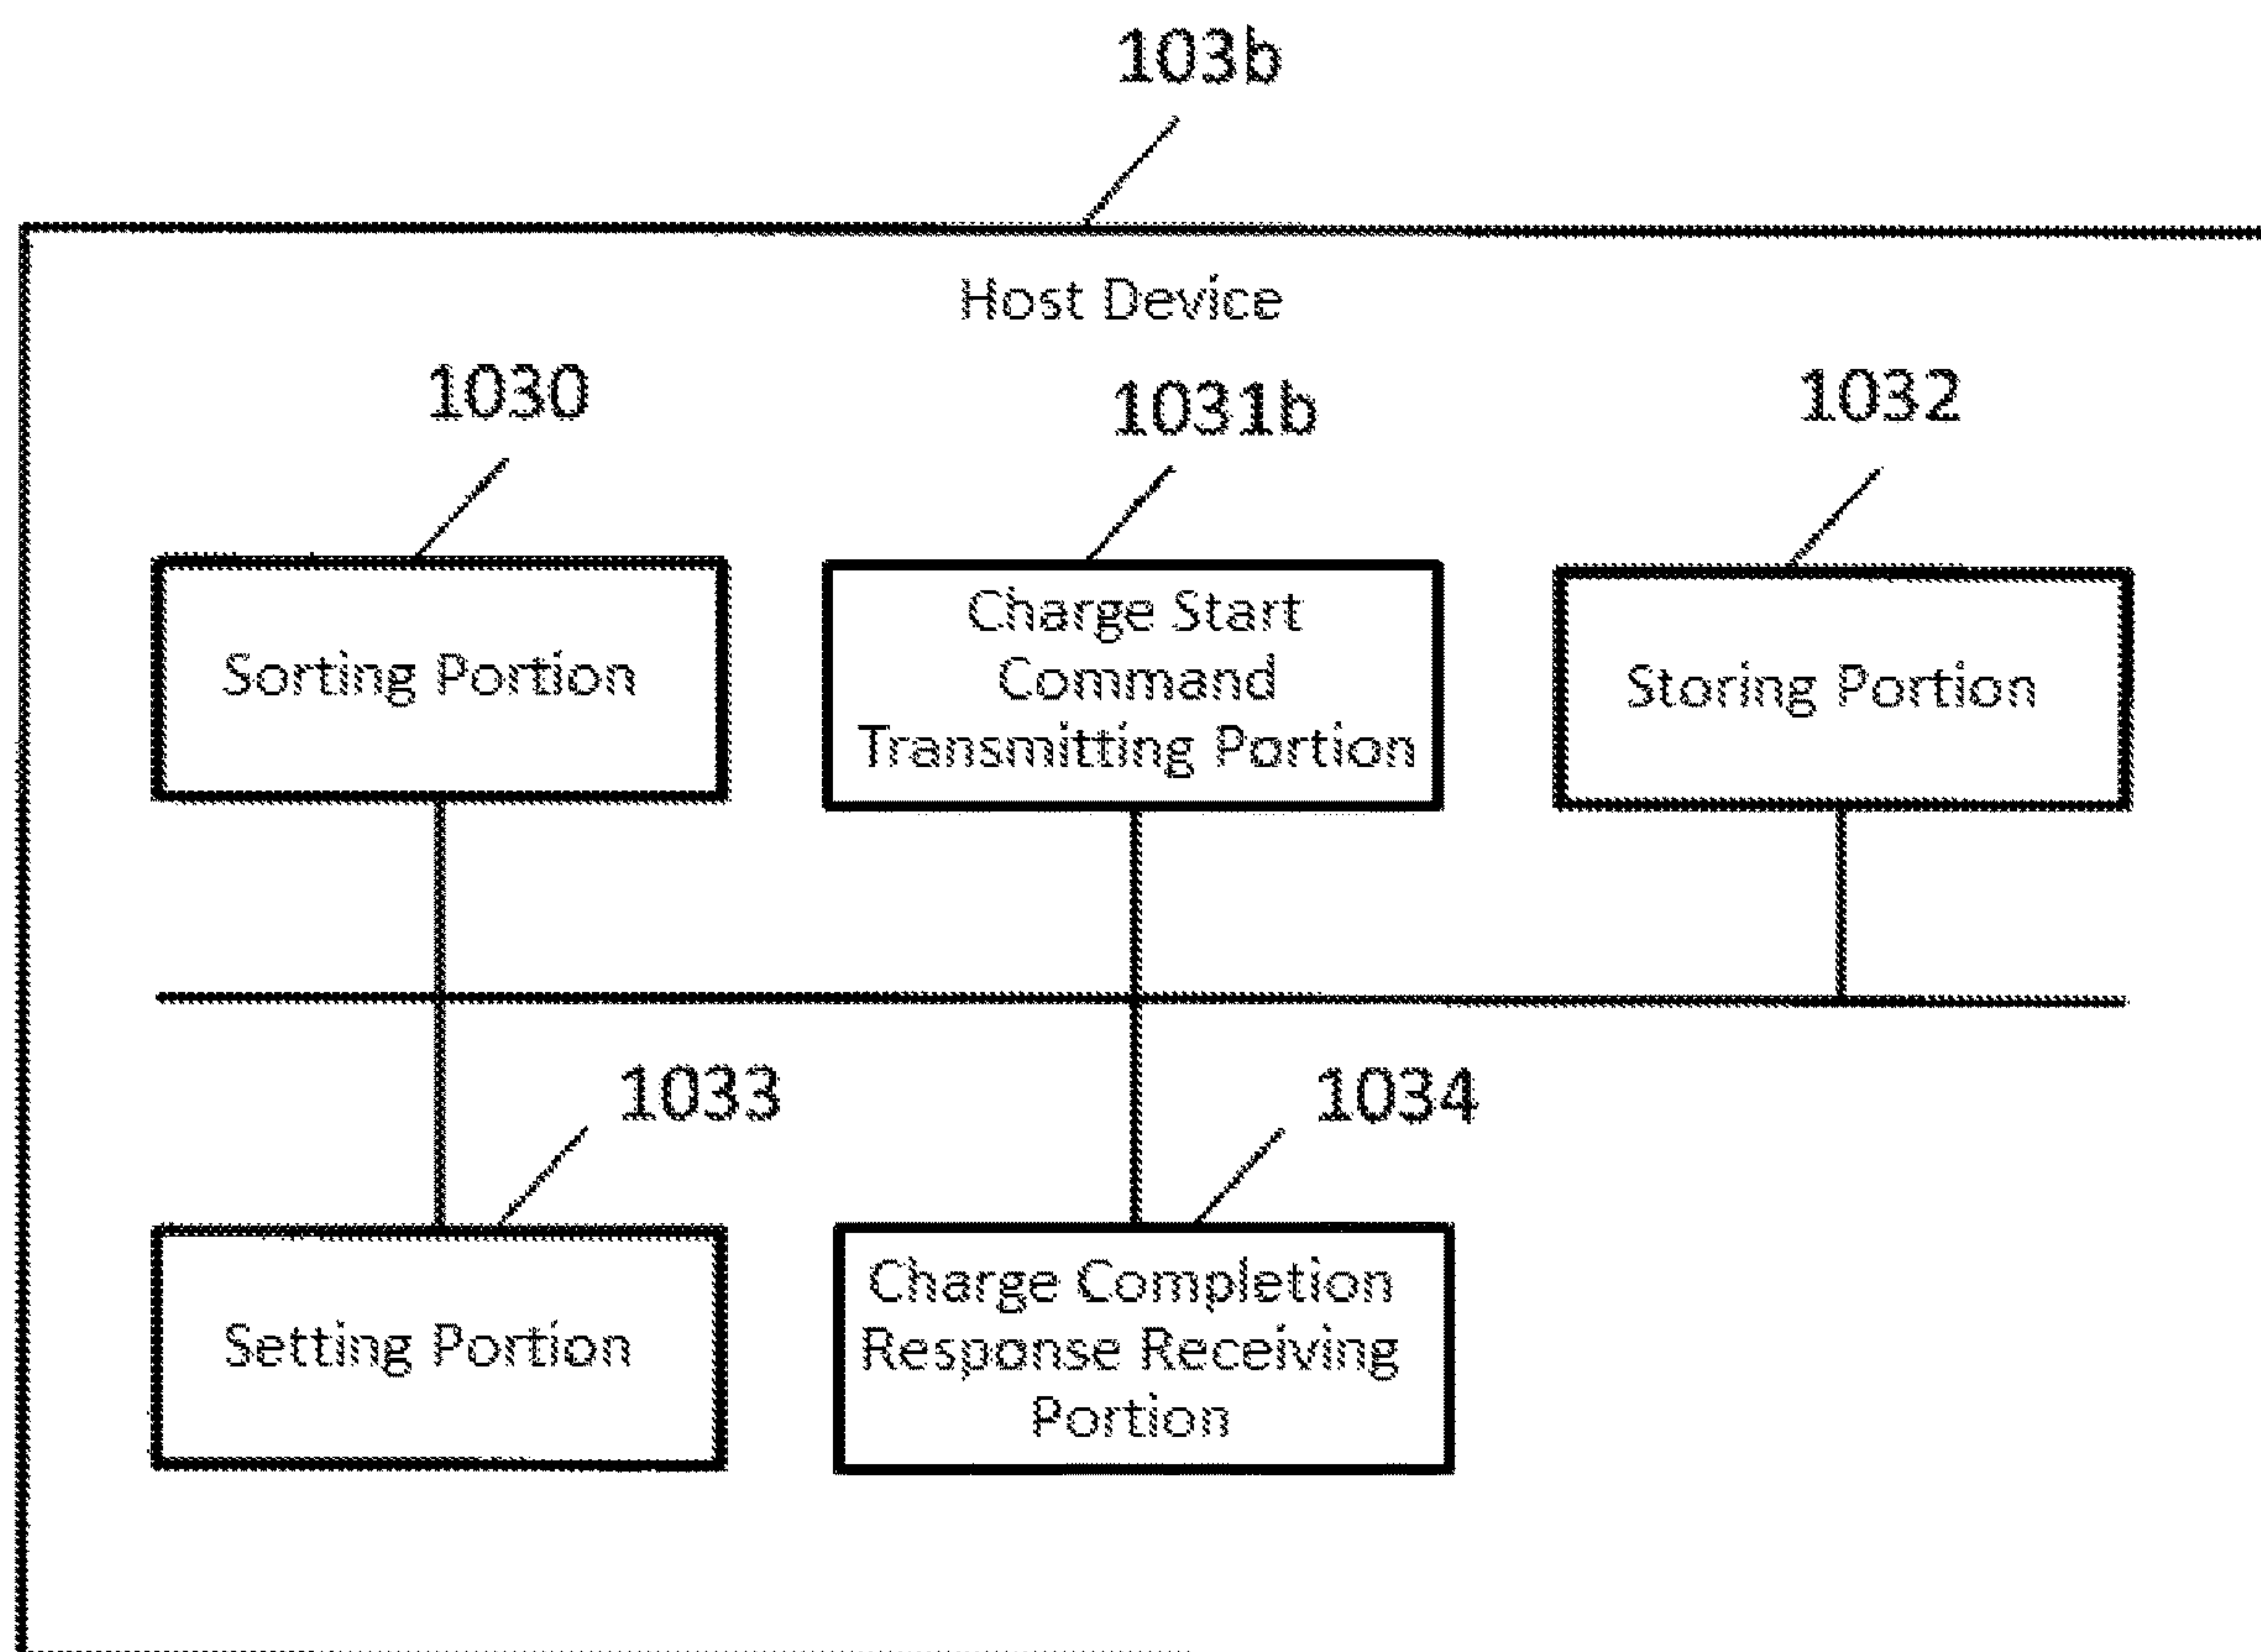 103b
Host Device
1030
1031b
1032
Sorting Portion
Charge Start
Command
Transmitting Portion
Storing Portion
1033
1034
Setting Portion
Charge Completion
Response Receiving
Portion